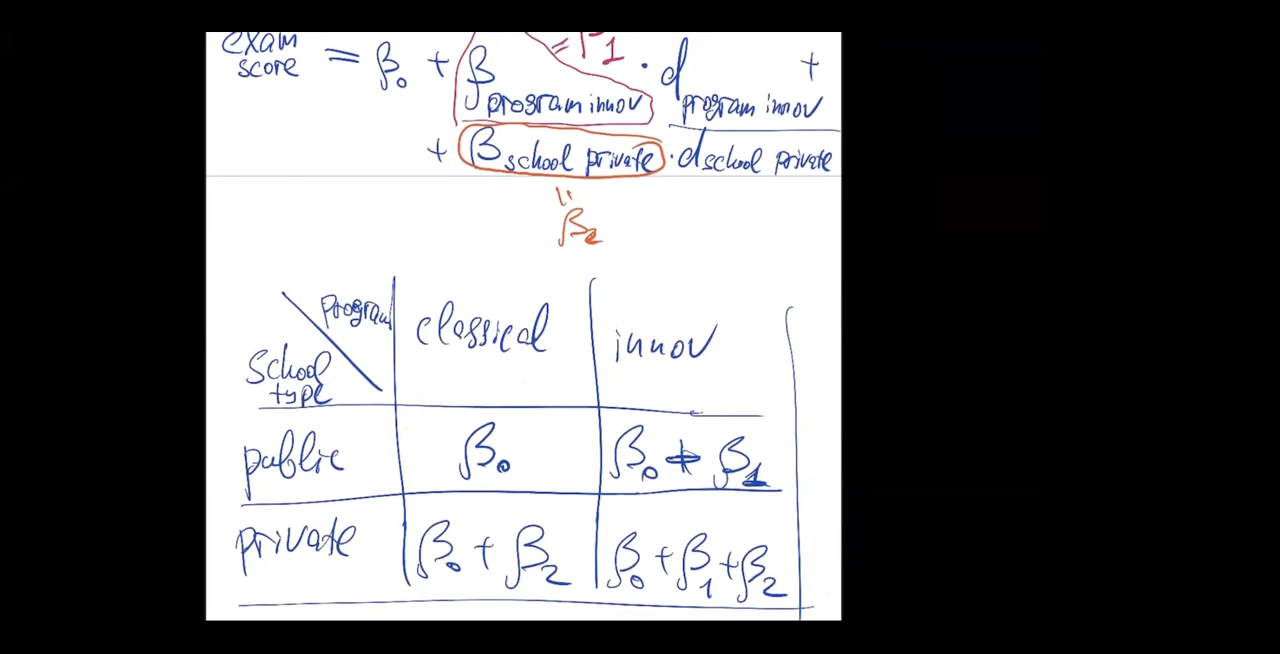 exam
score = β₀ + β program innov = β₁ · d program innov +
+ β school private · d school private
=
β₂
program classical innov
school type
public β₀ β₀ + β₁
private β₀ + β₂ β₀ + β₁ + β₂